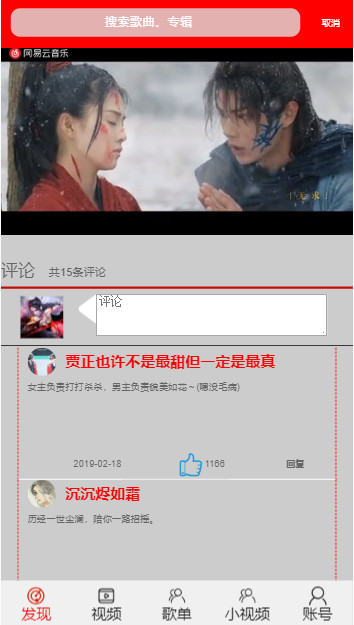 搜索歌曲、专辑
取消
网易云音乐
无求
评论
共15条评论
评论
贾正也许不是最甜但一定是最真
女主负责打打杀杀，男主负责貌美如花～(嗯没毛病)
2019-02-18
1166
回复
沉沉烬如霜
历经一世尘澜，陪你一路招摇。
发现
视频
歌单
小视频
账号